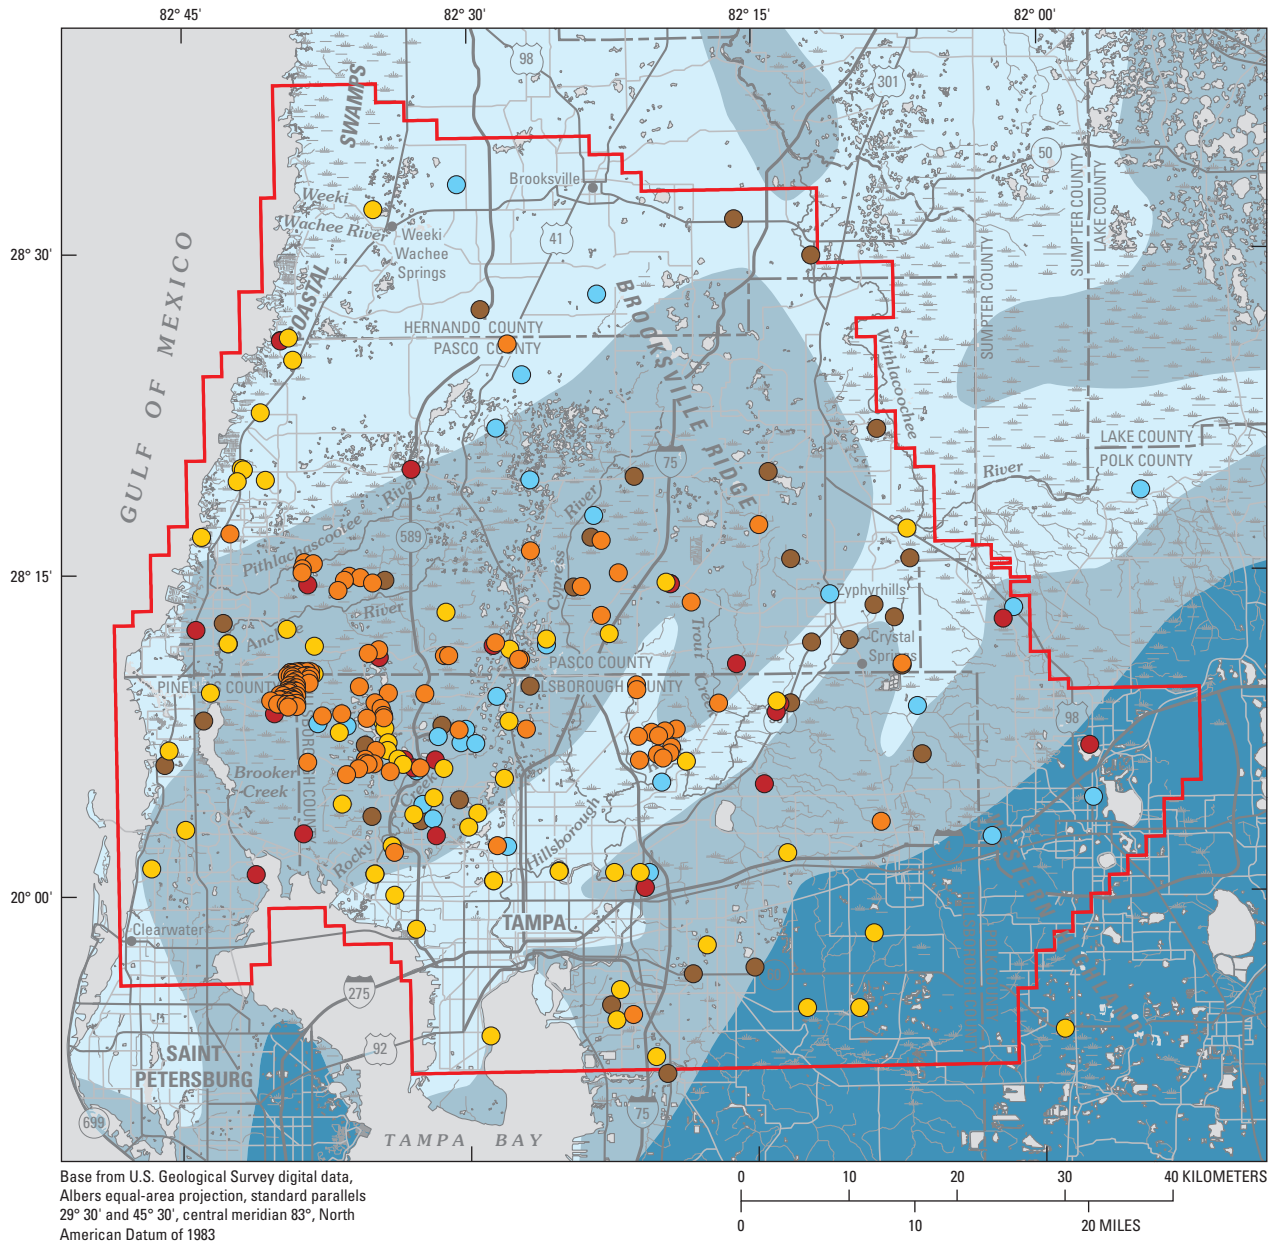 82° 45'
82° 30'
82° 15'
82° 00'
98
301
50
SWAMPS
COASTAL
Brooksville
Weeki
Wachee River
Weeki
Wachee
Springs
41
SUMPTER COUNTY
LAKE COUNTY
SUMPTER COUNTY
28° 30'
GULF OF MEXICO
HERNANDO COUNTY
PASCO COUNTY
BROOKSVILLE RIDGE
Withlacoochee
River
LAKE COUNTY
POLK COUNTY
75
589
Pithlachascotee River
River
Cypress
28° 15'
River
Zephyrhills
Crystal
Springs
Trout
PASCO COUNTY
98
Brooker
Creek
Creek
Rocky
Hillsborough
20° 00'
TAMPA
Clearwater
275
92
SAINT
PETERSBURG
699
75
TAMPA BAY
Base from U.S. Geological Survey digital data,
Albers equal-area projection, standard parallels
29° 30' and 45° 30', central meridian 83°, North
American Datum of 1983
0 10 20 30 40 KILOMETERS
0 10 20 MILES